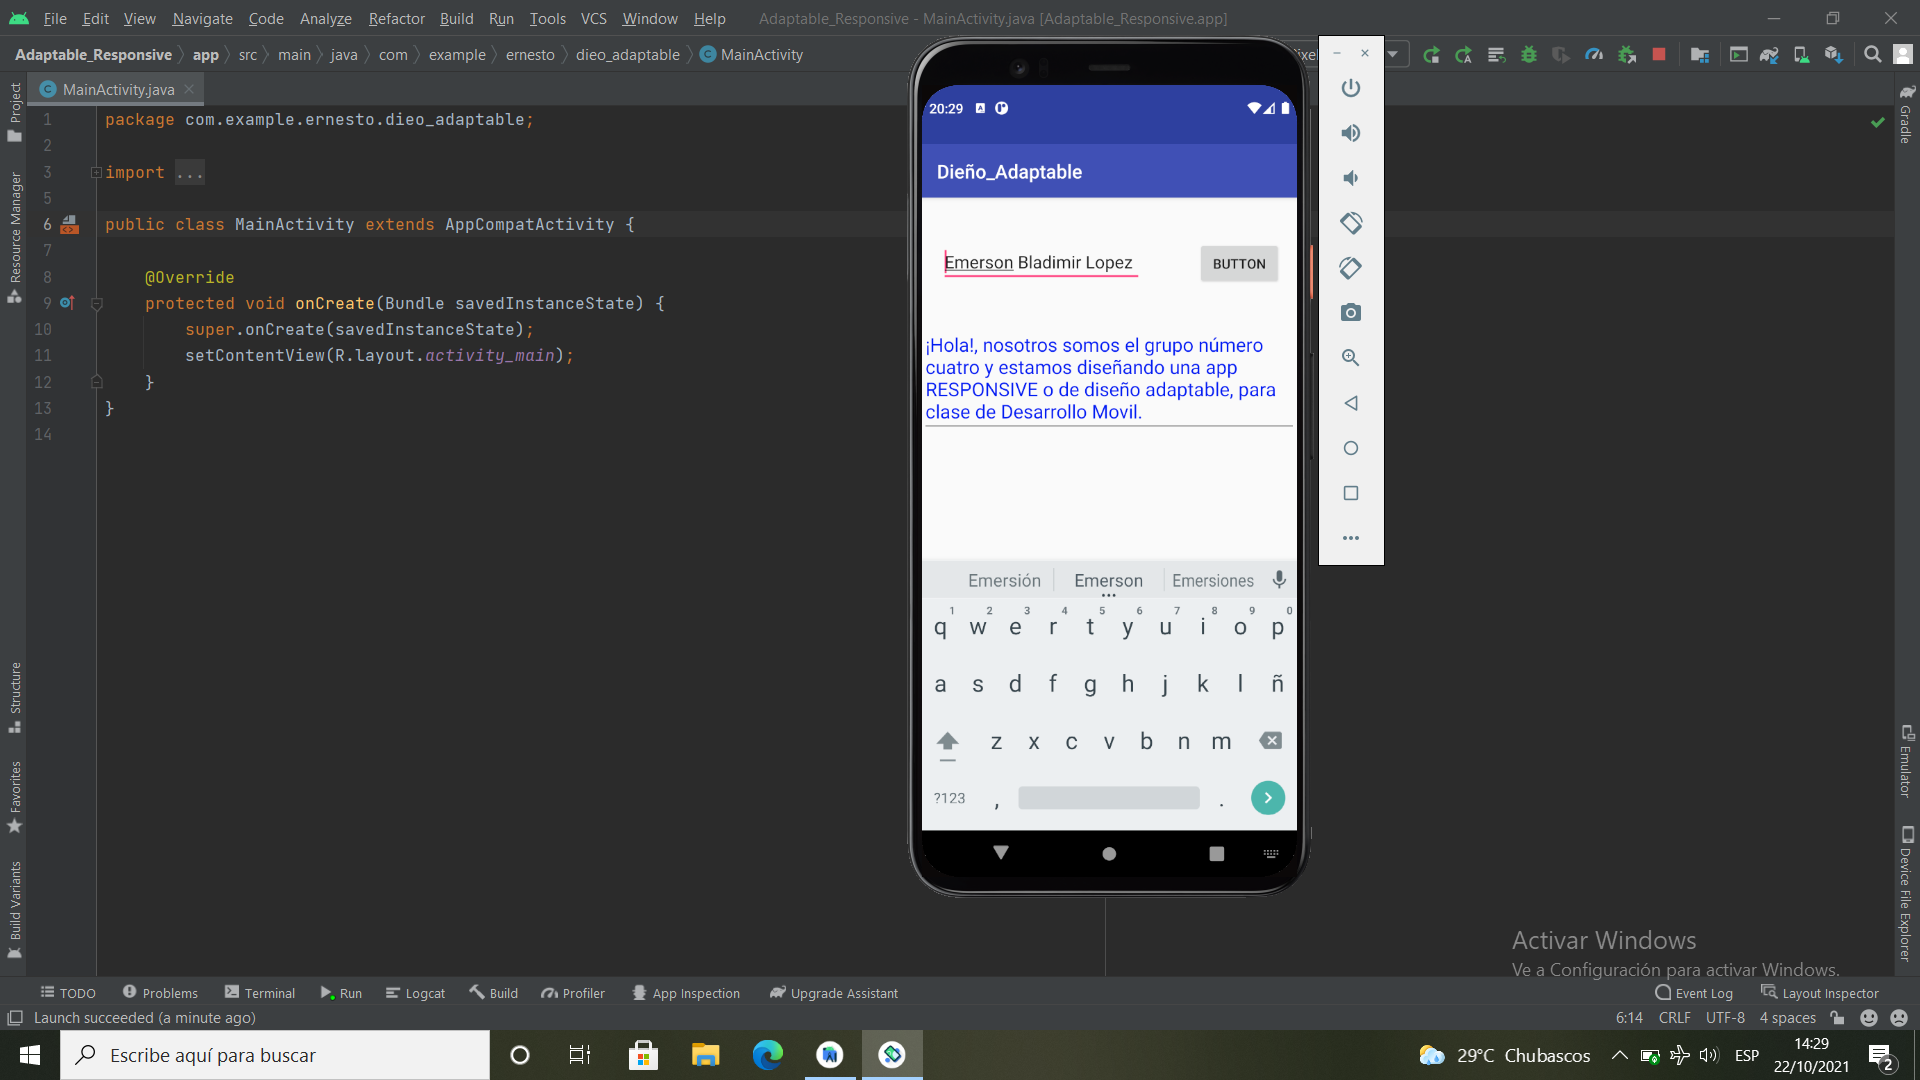 File Edit View Navigate Code Analyze Refactor Build Run Tools VCS Window Help Adaptable_Responsive - MainActivity.java [Adaptable_Responsive.app]
Adaptable_Responsive app src main java com example ernesto dieo_adaptable MainActivity
MainActivity.java
1 package com.example.ernesto.dieo_adaptable;
2
3 import ...
5
6 public class MainActivity extends AppCompatActivity {
7
8 @Override
9 protected void onCreate(Bundle savedInstanceState) {
10 super.onCreate(savedInstanceState);
11 setContentView(R.layout.activity_main);
12 }
13 }
14
Project
Resource Manager
Structure
Favorites
Build Variants
20:29
Dieño_Adaptable
Emerson Bladimir Lopez BUTTON
¡Hola!, nosotros somos el grupo número
cuatro y estamos diseñando una app
RESPONSIVE o de diseño adaptable, para
clase de Desarrollo Movil.
Emersión Emerson Emersiones
1 2 3 4 5 6 7 8 9 0
q w e r t y u i o p
a s d f g h j k l ñ
z x c v b n m
?123 , .
Gradle
Emulator
Device File Explorer
Activar Windows
Ve a Configuración para activar Windows.
TODO Problems Terminal Run Logcat Build Profiler App Inspection Upgrade Assistant Event Log Layout Inspector
Launch succeeded (a minute ago) 6:14 CRLF UTF-8 4 spaces
Escribe aquí para buscar 29°C Chubascos ESP 14:29
22/10/2021 2